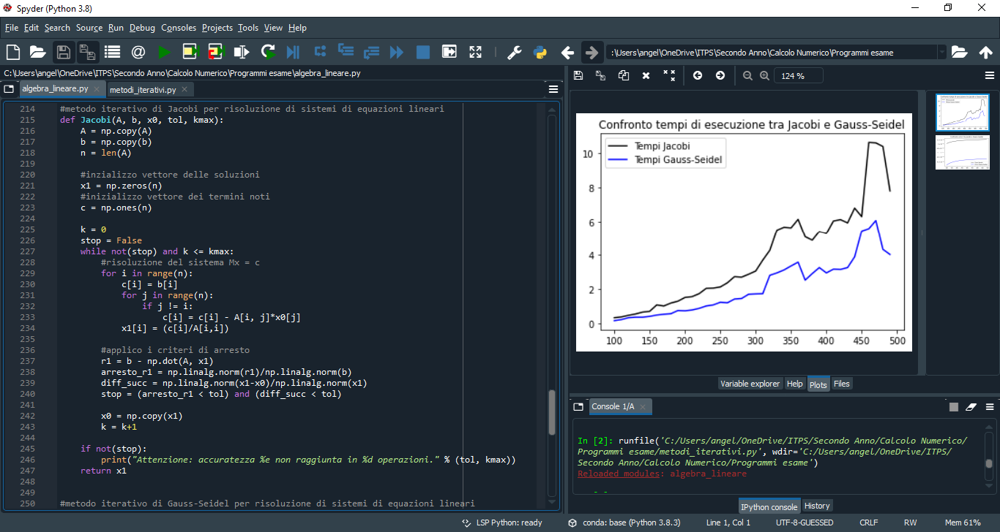 Spyder (Python 3.8)
File Edit Search Source Run Debug Consoles Projects Tools View Help
:\Users\angel\OneDrive\ITPS\Secondo Anno\Calcolo Numerico\Programmi esame
C:\Users\angel\OneDrive\ITPS\Secondo Anno\Calcolo Numerico\Programmi esame\algebra_lineare.py
algebra_lineare.py metodi_iterativi.py
214 #metodo iterativo di Jacobi per risoluzione di sistemi di equazioni lineari
215 def Jacobi(A, b, x0, tol, kmax):
216 A = np.copy(A)
217 b = np.copy(b)
218 n = len(A)
219
220 #inzializzo vettore delle soluzioni
221 x1 = np.zeros(n)
222 #inizializzo vettore dei termini noti
223 c = np.ones(n)
224
225 k = 0
226 stop = False
227 while not(stop) and k <= kmax:
228 #risoluzione del sistema Mx = c
229 for i in range(n):
230 c[i] = b[i]
231 for j in range(n):
232 if j != i:
233 c[i] = c[i] - A[i, j]*x0[j]
234 x1[i] = (c[i]/A[i,i])
235
236 #applico i criteri di arresto
237 r1 = b - np.dot(A, x1)
238 arresto_r1 = np.linalg.norm(r1)/np.linalg.norm(b)
239 diff_succ = np.linalg.norm(x1-x0)/np.linalg.norm(x1)
240 stop = (arresto_r1 < tol) and (diff_succ < tol)
241
242 x0 = np.copy(x1)
243 k = k+1
244
245 if not(stop):
246 print("Attenzione: accuratezza %e non raggiunta in %d operazioni." % (tol, kmax))
247 return x1
248
249
250 #metodo iterativo di Gauss-Seidel per risoluzione di sistemi di equazioni lineari
124 %
Confronto tempi di esecuzione tra Jacobi e Gauss-Seidel
Tempi Jacobi
Tempi Gauss-Seidel
10
8
6
4
2
0
100 150 200 250 300 350 400 450 500
Variable explorer Help Plots Files
Console 1/A
In [2]: runfile('C:/Users/angel/OneDrive/ITPS/Secondo Anno/Calcolo Numerico/
Programmi esame/metodi_iterativi.py', wdir='C:/Users/angel/OneDrive/ITPS/
Secondo Anno/Calcolo Numerico/Programmi esame')
Reloaded modules: algebra_lineare
IPython console History
LSP Python: ready conda: base (Python 3.8.3) Line 1, Col 1 UTF-8-GUESSED CRLF RW Mem 61%